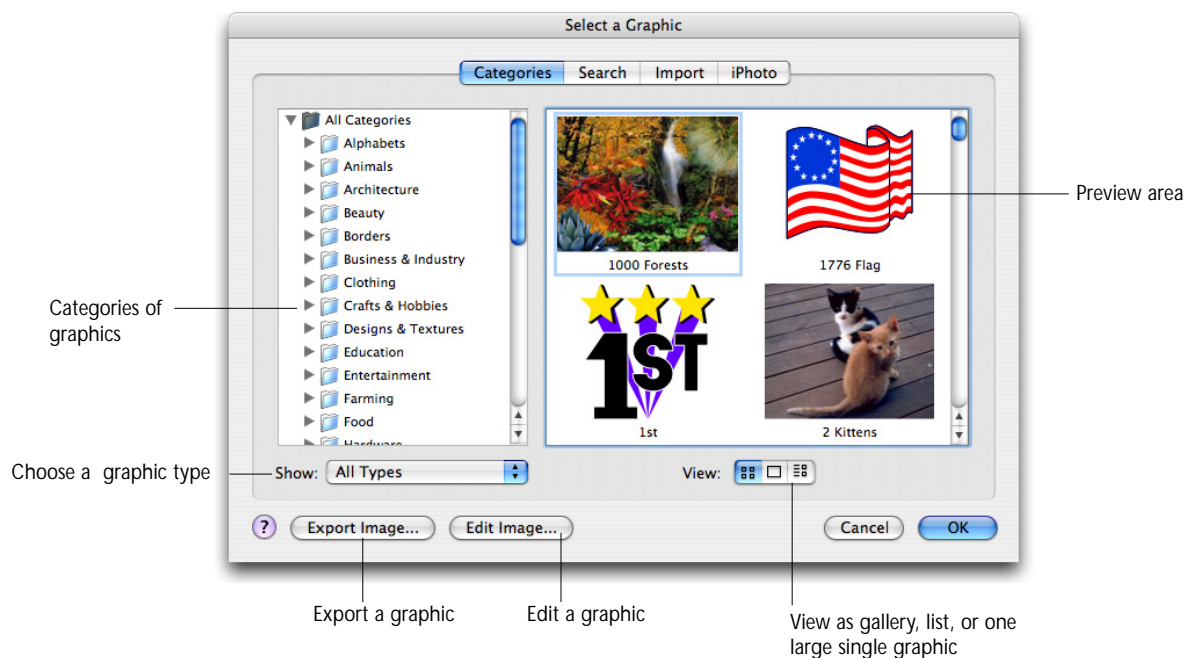 Select a Graphic
Categories Search Import iPhoto
All Categories
Alphabets
Animals
Architecture
Beauty
Borders
Business & Industry
Clothing
Crafts & Hobbies
Designs & Textures
Education
Entertainment
Farming
Food
Hardware
1000 Forests
1776 Flag
1ST
1st
2 Kittens
Preview area
Categories of
graphics
Choose a graphic type
Show: All Types
View:
?
Export Image...
Edit Image...
Cancel
OK
Export a graphic
Edit a graphic
View as gallery, list, or one
large single graphic